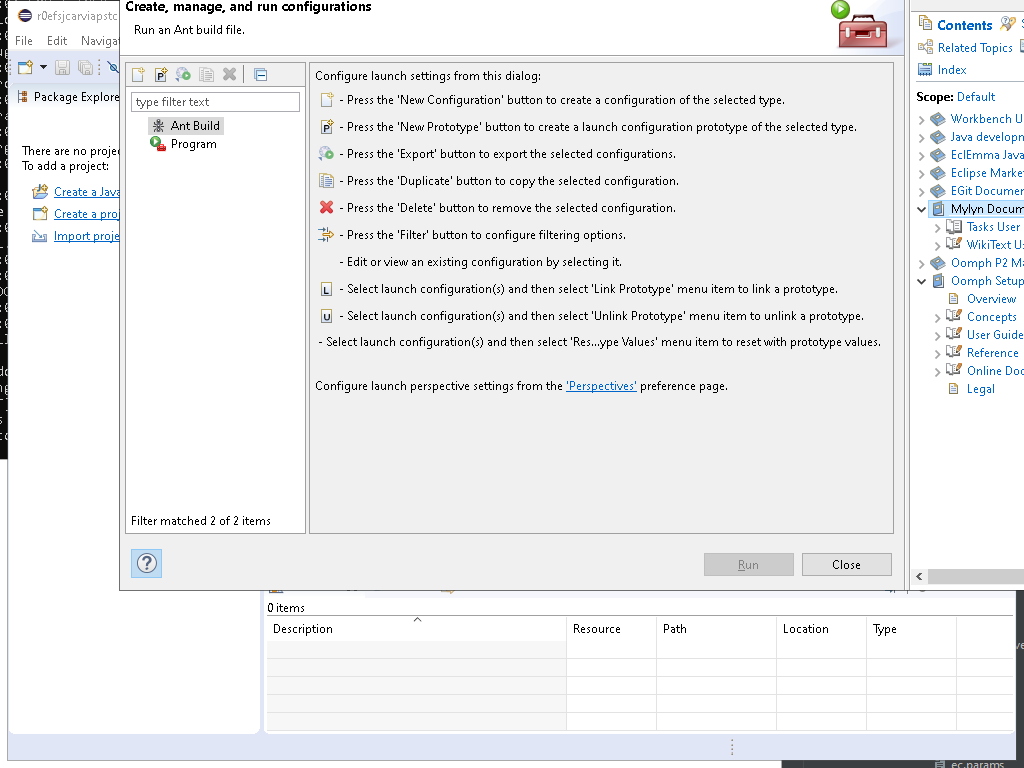 Create, manage, and run configurations
Run an Ant build file.
r0efsjcarviapstc
File Edit Navigat
Package Explore
There are no projec
To add a project:
Create a Java
Create a proj
Import proje
type filter text
Ant Build
Program
Filter matched 2 of 2 items
Configure launch settings from this dialog:
- Press the 'New Configuration' button to create a configuration of the selected type.
- Press the 'New Prototype' button to create a launch configuration prototype of the selected type.
- Press the 'Export' button to export the selected configurations.
- Press the 'Duplicate' button to copy the selected configuration.
- Press the 'Delete' button to remove the selected configuration.
- Press the 'Filter' button to configure filtering options.
- Edit or view an existing configuration by selecting it.
- Select launch configuration(s) and then select 'Link Prototype' menu item to link a prototype.
- Select launch configuration(s) and then select 'Unlink Prototype' menu item to unlink a prototype.
- Select launch configuration(s) and then select 'Res...ype Values' menu item to reset with prototype values.
Configure launch perspective settings from the 'Perspectives' preference page.
Run
Close
Contents
Related Topics
Index
Scope: Default
Workbench U
Java developm
EclEmma Java
Eclipse Marke
EGit Documen
Mylyn Docum
Tasks User
WikiText Us
Oomph P2 Ma
Oomph Setup
Overview
Concepts
User Guide
Reference
Online Doc
Legal
0 items
Description Resource Path Location Type
ec.params